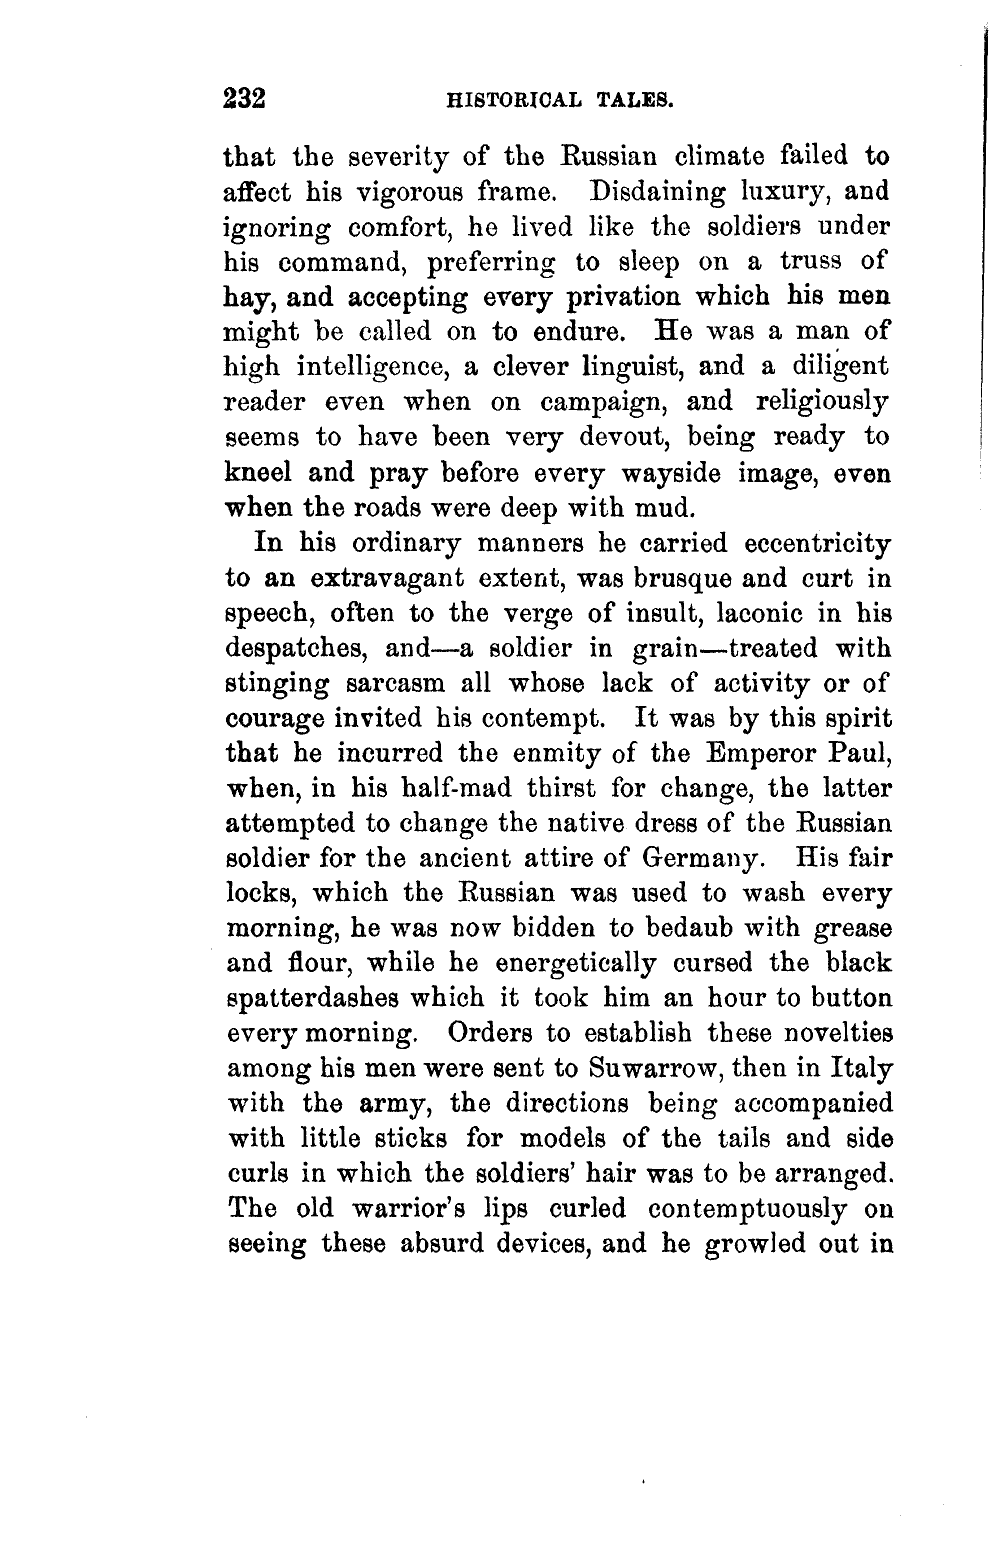 232 HISTORICAL TALES.
that the severity of the Russian climate failed to
affect his vigorous frame. Disdaining luxury, and
ignoring comfort, he lived like the soldiers under
his command, preferring to sleep on a truss of
hay, and accepting every privation which his men
might be called on to endure. He was a man of
high intelligence, a clever linguist, and a diligent
reader even when on campaign, and religiously
seems to have been very devout, being ready to
kneel and pray before every wayside image, even
when the roads were deep with mud.
In his ordinary manners he carried eccentricity
to an extravagant extent, was brusque and curt in
speech, often to the verge of insult, laconic in his
despatches, and—a soldier in grain—treated with
stinging sarcasm all whose lack of activity or of
courage invited his contempt. It was by this spirit
that he incurred the enmity of the Emperor Paul,
when, in his half-mad thirst for change, the latter
attempted to change the native dress of the Russian
soldier for the ancient attire of Germany. His fair
locks, which the Russian was used to wash every
morning, he was now bidden to bedaub with grease
and flour, while he energetically cursed the black
spatterdashes which it took him an hour to button
every morning. Orders to establish these novelties
among his men were sent to Suwarrow, then in Italy
with the army, the directions being accompanied
with little sticks for models of the tails and side
curls in which the soldiers' hair was to be arranged.
The old warrior's lips curled contemptuously on
seeing these absurd devices, and he growled out in